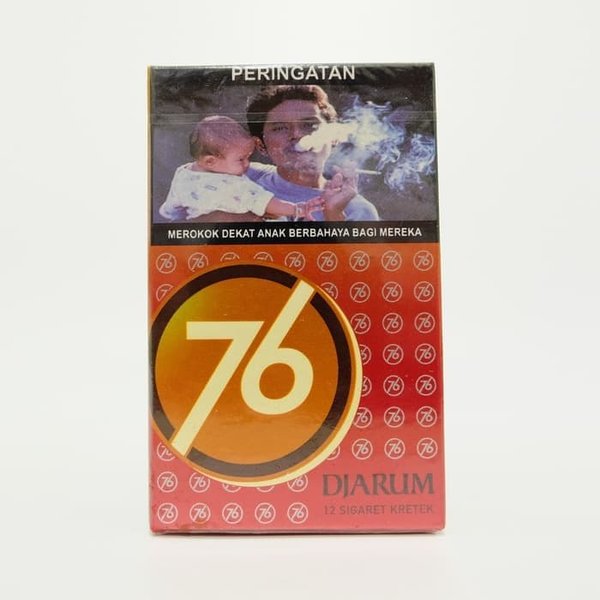 PERINGATAN
MEROKOK DEKAT ANAK BERBAHAYA BAGI MEREKA
76
DJARUM
12 SIGARET KRETEK